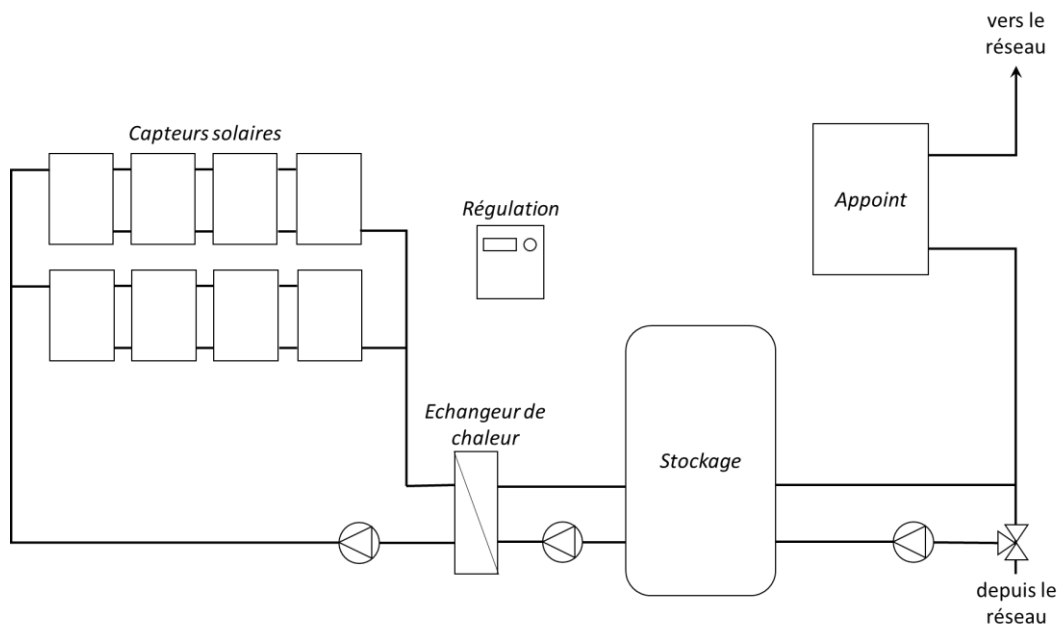 vers le
réseau
Capteurs solaires
Régulation
Appoint
Echangeur de
chaleur
Stockage
depuis le
réseau